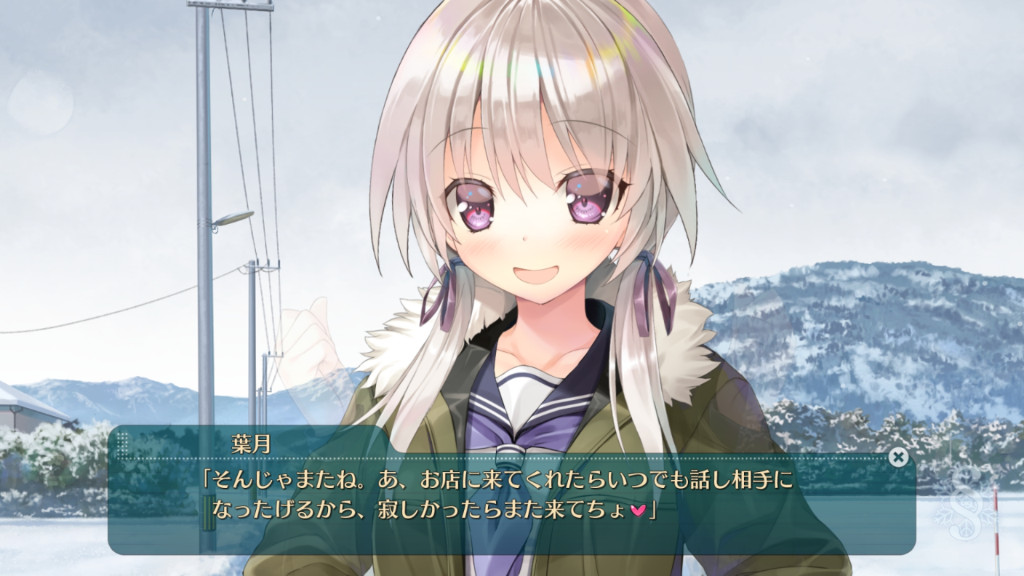 葉月
「そんじゃまたね。あ、お店に来てくれたらいつでも話し相手に
なったげるから、寂しかったらまた来てちょ♥」